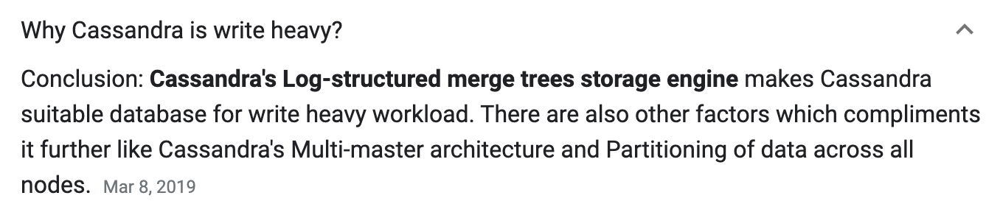 Why Cassandra is write heavy?
Conclusion: Cassandra's Log-structured merge trees storage engine makes Cassandra
suitable database for write heavy workload. There are also other factors which compliments
it further like Cassandra's Multi-master architecture and Partitioning of data across all
nodes. Mar 8, 2019